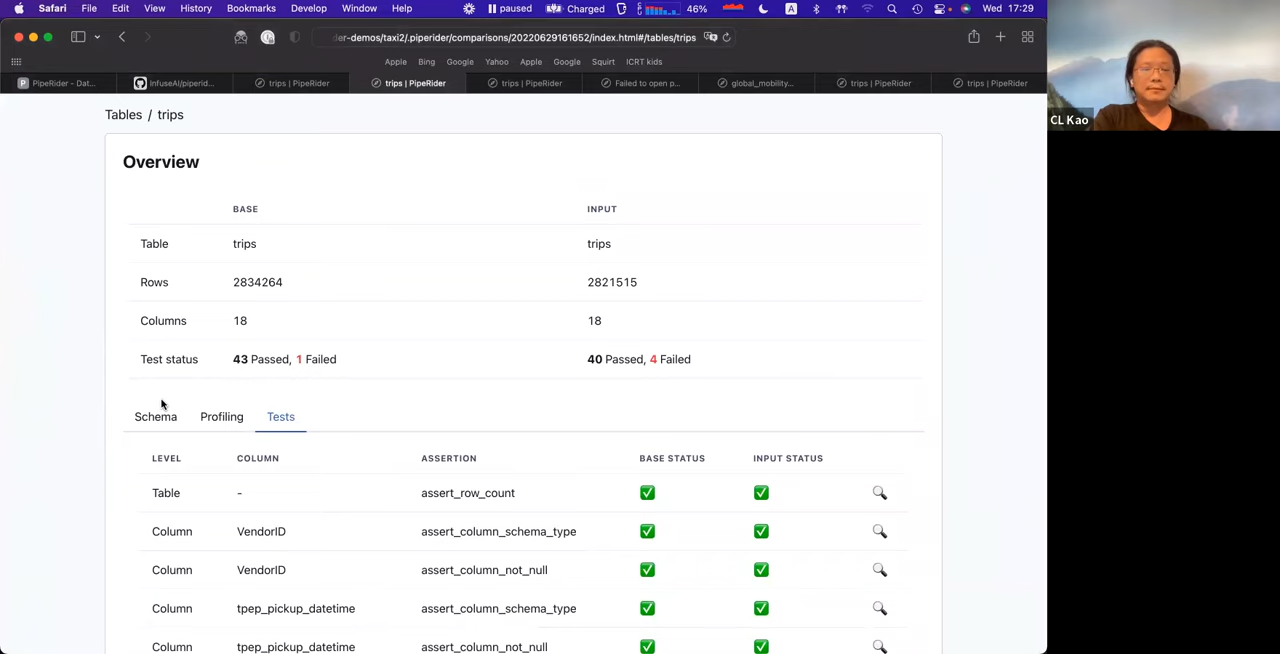 Safari File Edit View History Bookmarks Develop Window Help paused Charged 46% A Wed 17:29
der-demos/taxi2/.piperider/comparisons/20220629161652/index.html#/tables/trips
Apple Bing Google Yahoo Apple Google Squirt iCRT kids
PipeRider - Dat... InfuseAI/piperid... trips | PipeRider trips | PipeRider trips | PipeRider Failed to open p... global_mobility... trips | PipeRider trips | PipeRider
CL Kao
Tables / trips
Overview
BASE INPUT
Table trips trips
Rows 2834264 2821515
Columns 18 18
Test status 43 Passed, 1 Failed 40 Passed, 4 Failed
Schema Profiling Tests
LEVEL COLUMN ASSERTION BASE STATUS INPUT STATUS
Table - assert_row_count
Column VendorID assert_column_schema_type
Column VendorID assert_column_not_null
Column tpep_pickup_datetime assert_column_schema_type
Column tpep_pickup_datetime assert_column_not_null